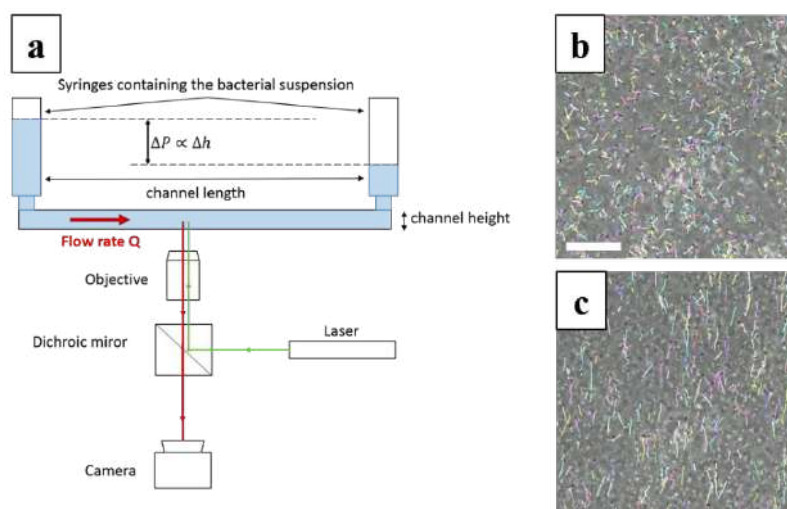 a
Syringes containing the bacterial suspension
ΔP ∝ Δh
channel length
channel height
Flow rate Q
Objective
Dichroic miror
Laser
Camera
b
c